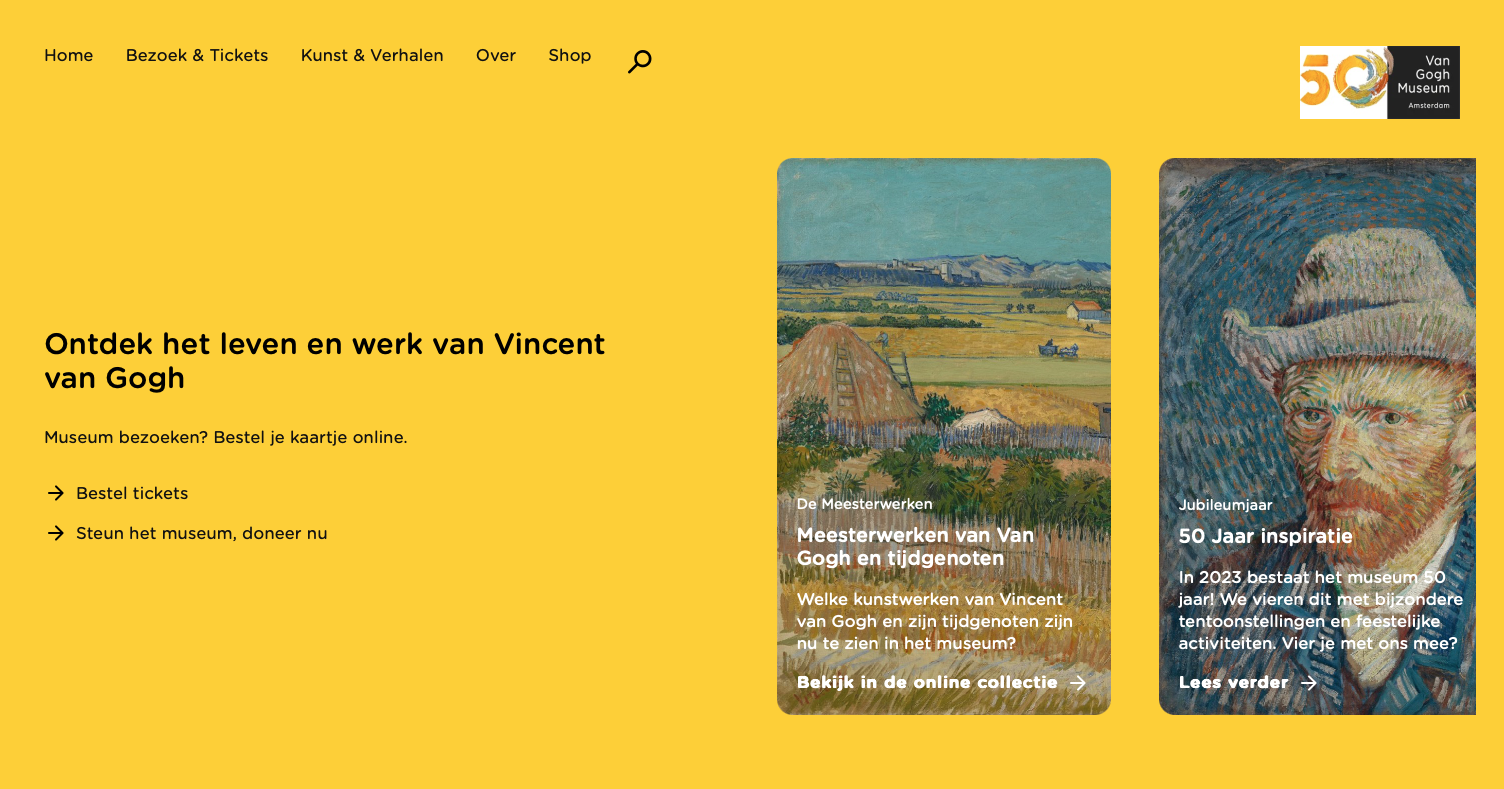 Home Bezoek & Tickets Kunst & Verhalen Over Shop
50
Van
Gogh
Museum
Amsterdam
Ontdek het leven en werk van Vincent
van Gogh
Museum bezoeken? Bestel je kaartje online.
Bestel tickets
Steun het museum, doneer nu
De Meesterwerken
Meesterwerken van Van
Gogh en tijdgenoten
Welke kunstwerken van Vincent
van Gogh en zijn tijdgenoten zijn
nu te zien in het museum?
Bekijk in de online collectie
Jubileumjaar
50 Jaar inspiratie
In 2023 bestaat het museum 50
jaar! We vieren dit met bijzondere
tentoonstellingen en feestelijke
activiteiten. Vier je met ons mee?
Lees verder